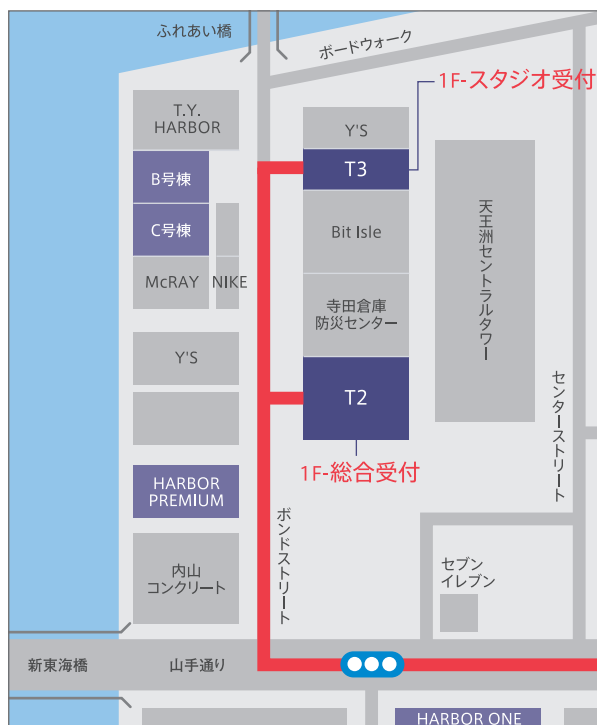 ふれあい橋
ボードウォーク
1F-スタジオ受付
T.Y.
HARBOR
Y'S
B号棟
T3
C号棟
Bit Isle
天王洲セントラルタワー
McRAY
NIKE
寺田倉庫
防災センター
Y'S
T2
センターストリート
1F-総合受付
HARBOR
PREMIUM
ボンドストリート
内山
コンクリート
セブン
イレブン
新東海橋
山手通り
HARBOR ONE